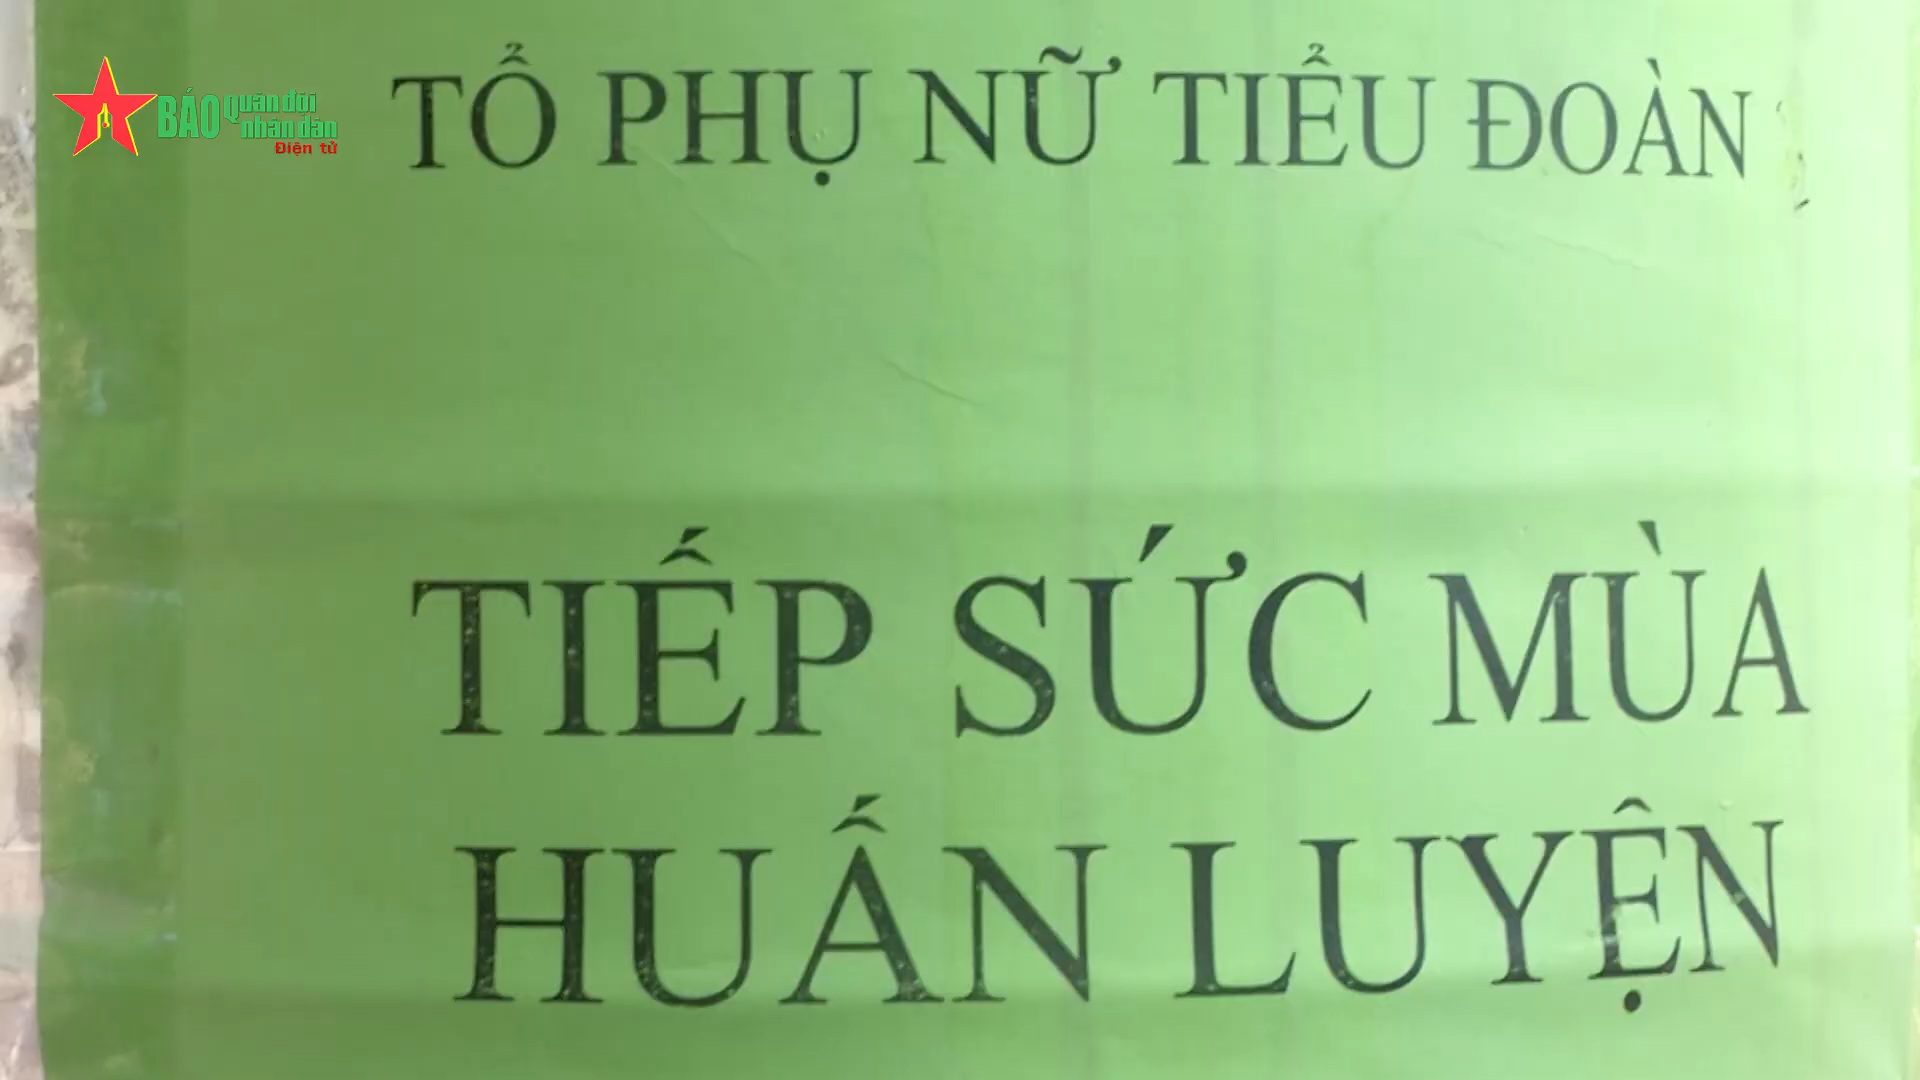 BÁO Quân đội
nhân dân
Điện tử
TỔ PHỤ NỮ TIỂU ĐOÀN
TIẾP SỨC MÙA
HUẤN LUYỆN